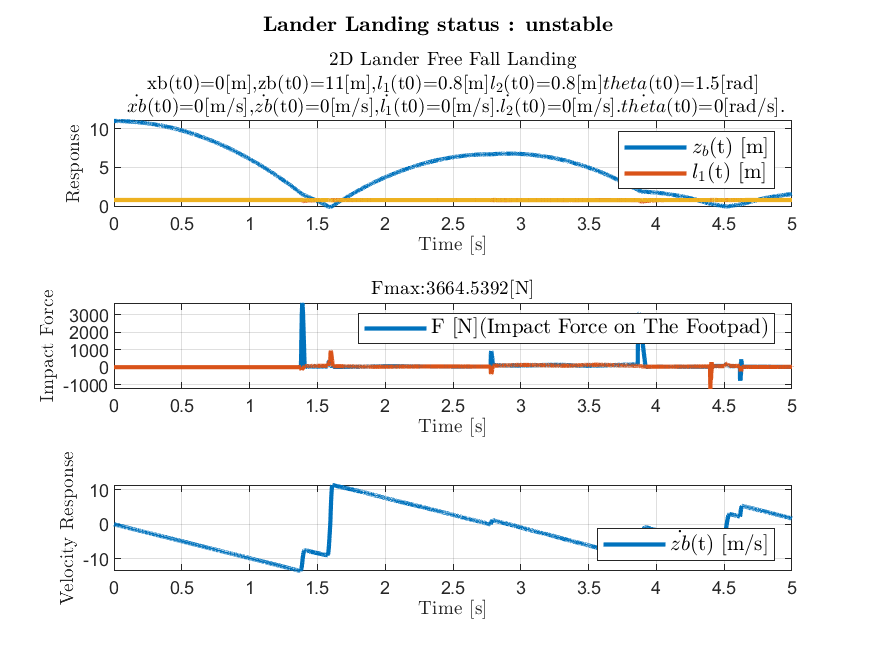 Lander Landing status : unstable
2D Lander Free Fall Landing
xb(t0)=0[m],zb(t0)=11[m],l₁(t0)=0.8[m]l₂(t0)=0.8[m]theta(t0)=1.5[rad]
ẋb(t0)=0[m/s],żb(t0)=0[m/s],l̇₁(t0)=0[m/s].l̇₂(t0)=0[m/s].thėta(t0)=0[rad/s].
Response
10
5
0
z_b(t) [m]
l₁(t) [m]
0 0.5 1 1.5 2 2.5 3 3.5 4 4.5 5
Time [s]
Fmax:3664.5392[N]
Impact Force
3000
2000
1000
0
-1000
F [N](Impact Force on The Footpad)
0 0.5 1 1.5 2 2.5 3 3.5 4 4.5 5
Time [s]
Velocity Response
10
0
-10
żb(t) [m/s]
0 0.5 1 1.5 2 2.5 3 3.5 4 4.5 5
Time [s]